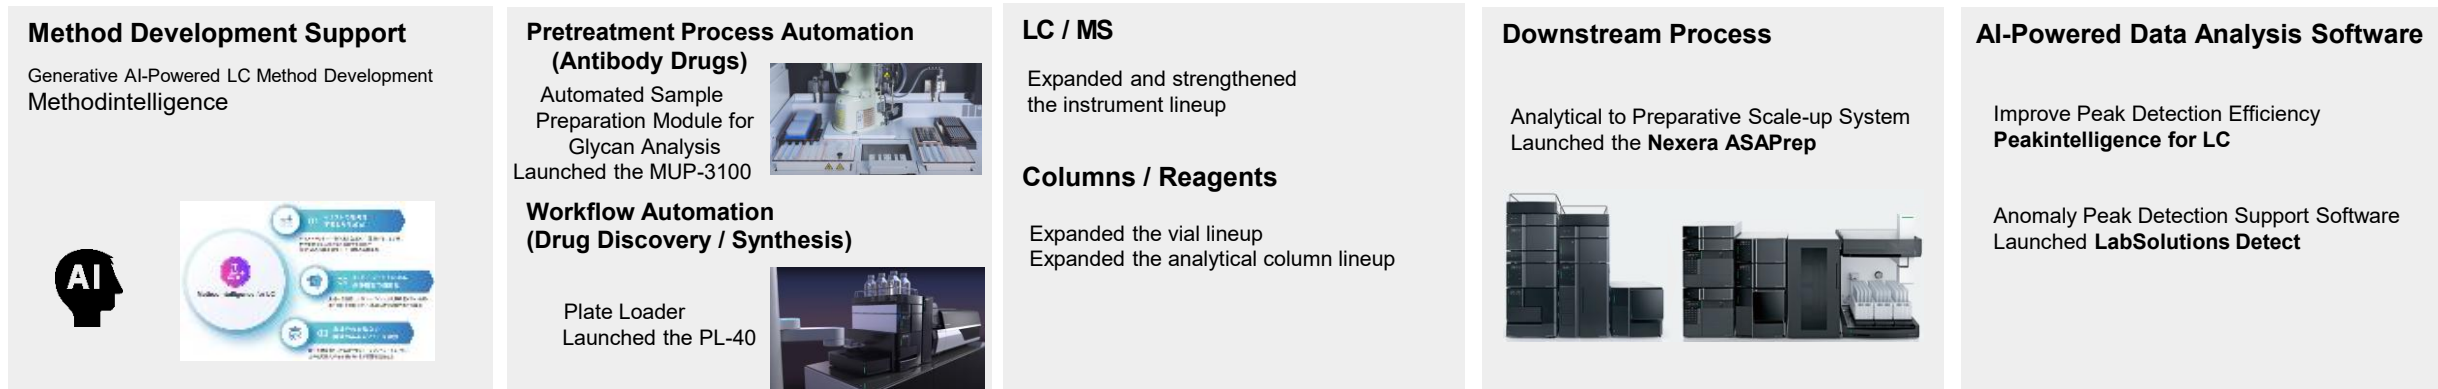 Method Development Support
Generative AI-Powered LC Method Development
Methodintelligence
AI
Pretreatment Process Automation
(Antibody Drugs)
Automated Sample
Preparation Module for
Glycan Analysis
Launched the MUP-3100
Workflow Automation
(Drug Discovery / Synthesis)
Plate Loader
Launched the PL-40
LC / MS
Expanded and strengthened
the instrument lineup
Columns / Reagents
Expanded the vial lineup
Expanded the analytical column lineup
Downstream Process
Analytical to Preparative Scale-up System
Launched the Nexera ASAPrep
AI-Powered Data Analysis Software
Improve Peak Detection Efficiency
Peakintelligence for LC
Anomaly Peak Detection Support Software
Launched LabSolutions Detect